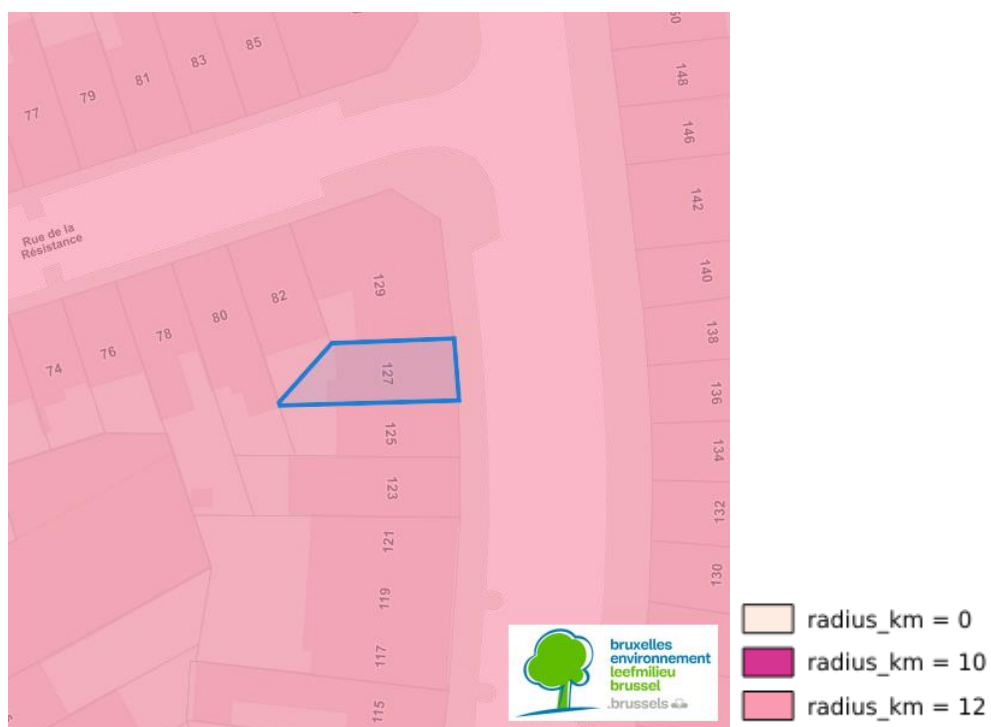 50
85
83
81
79
77
148
146
142
140
138
136
134
132
130
Rue de la
Résistance
129
82
80
78
76
74
127
125
123
121
119
117
115
bruxelles
environnement
leefmilieu
brussel
.brussels
radius_km = 0
radius_km = 10
radius_km = 12